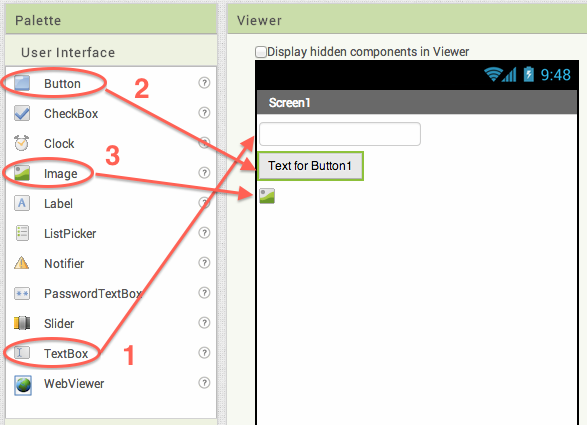 Palette
Viewer
User Interface
Display hidden components in Viewer
Button
CheckBox
Clock
Image
Label
ListPicker
Notifier
PasswordTextBox
Slider
TextBox
WebViewer
?
?
?
?
?
?
?
?
?
?
?
2
3
1
9:48
Screen1
Text for Button1
A